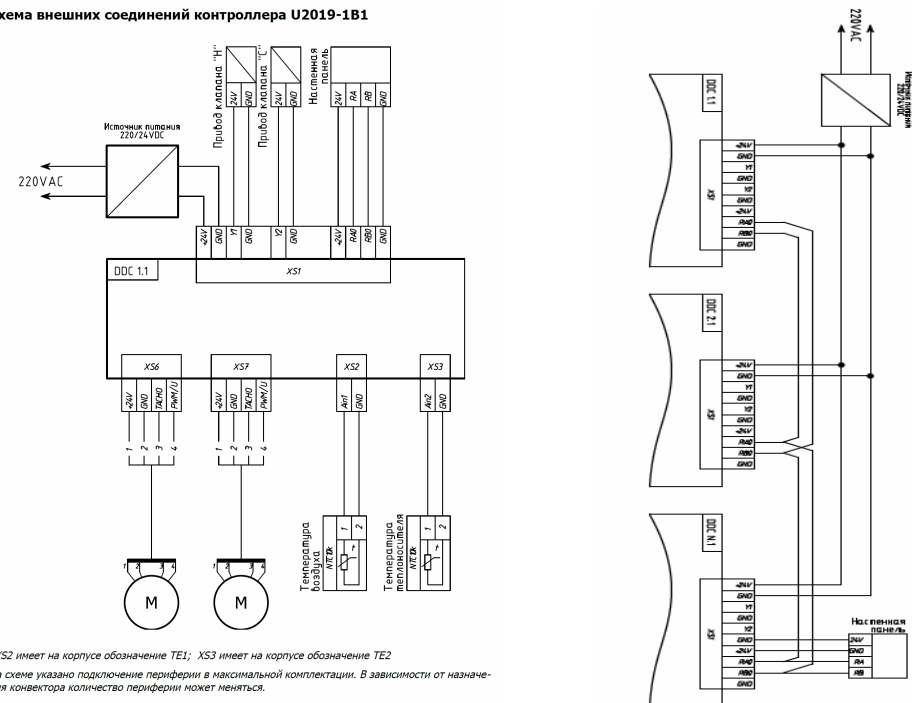 хема внешних соединений контроллера U2019-1B1
Привод клапана "Н"
Привод клапана "С"
Настенная
панель
24V
GND
24V
GND
24V
RA
RB
GND
Источник питания
220/24VDC
220VAC
+24V
GND
Y1
GND
Y2
GND
+24V
RA0
RB0
GND
XS1
DDC 1.1
XS6
XS7
XS2
XS3
+24V
GND
TACHO
PWM/U
+24V
GND
TACHO
PWM/U
Ain1
GND
Ain2
GND
1
2
3
4
1
2
3
4
Температура
воздуха
NTC10k
1
2
t
Температура
теплоносителя
NTC10k
1
2
t
1 2 3 4
M
1 2 3 4
M
XS2 имеет на корпусе обозначение TE1; XS3 имеет на корпусе обозначение TE2
а схеме указано подключение периферии в максимальной комплектации. В зависимости от назначе-
ия конвектора количество периферии может меняться.
220VAC
Источник питания
220/24VDC
DDC 1.1
XS1
+24V
GND
Y1
GND
Y2
GND
+24V
RA0
RB0
GND
DDC 2.1
XS1
+24V
GND
Y1
GND
Y2
GND
+24V
RA0
RB0
GND
DDC N.1
XS1
+24V
GND
Y1
GND
Y2
GND
+24V
RA0
RB0
GND
Настенная
панель
24V
GND
RA
RB